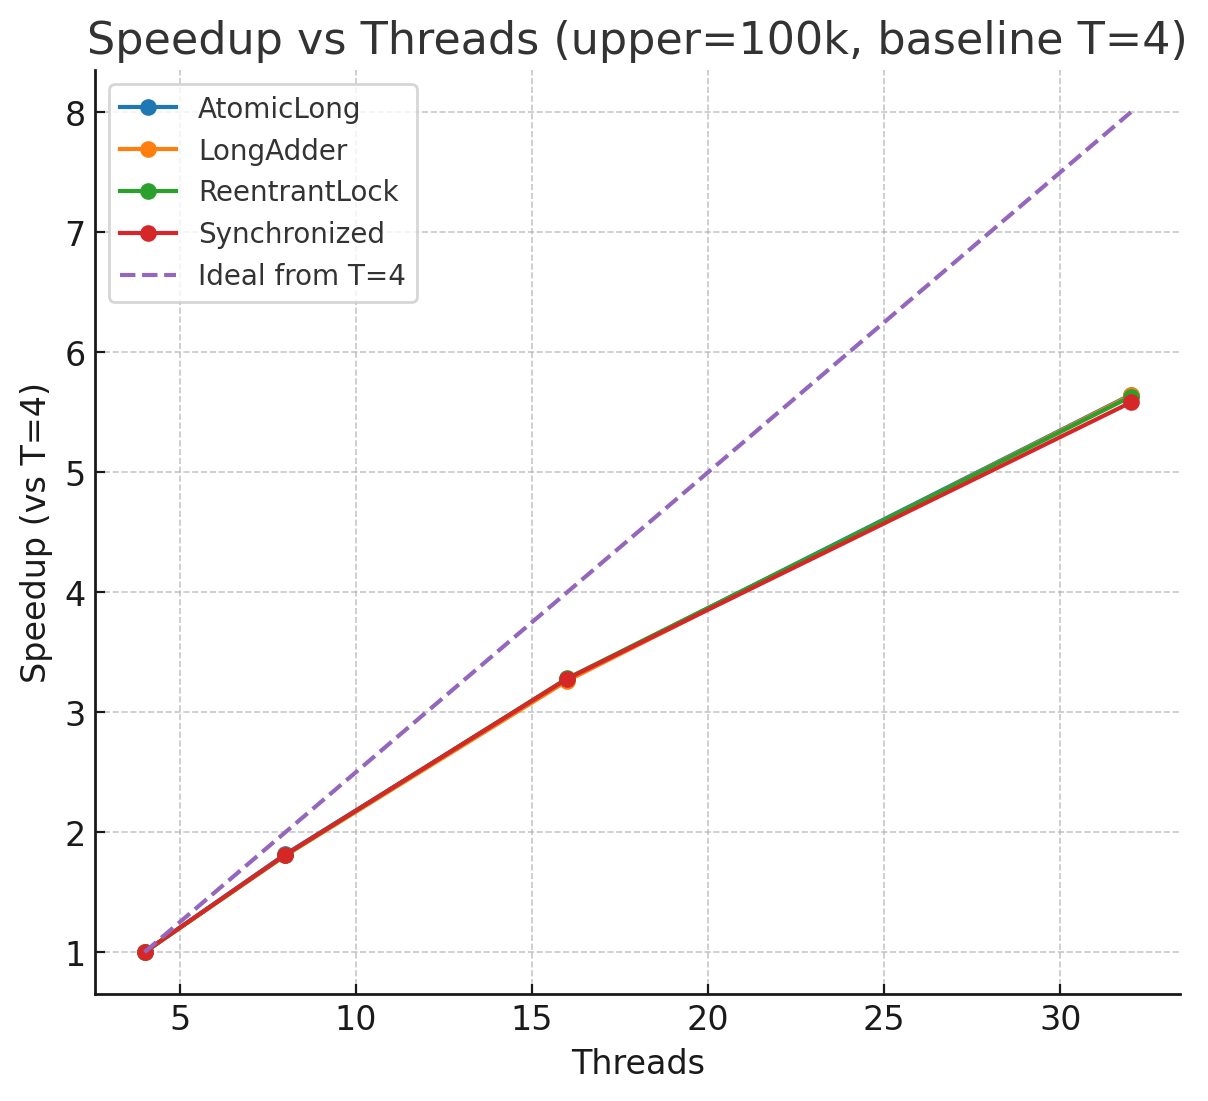 Speedup vs Threads (upper=100k, baseline T=4)
AtomicLong
LongAdder
ReentrantLock
Synchronized
Ideal from T=4
8
7
6
5
4
3
2
1
Speedup (vs T=4)
5 10 15 20 25 30
Threads